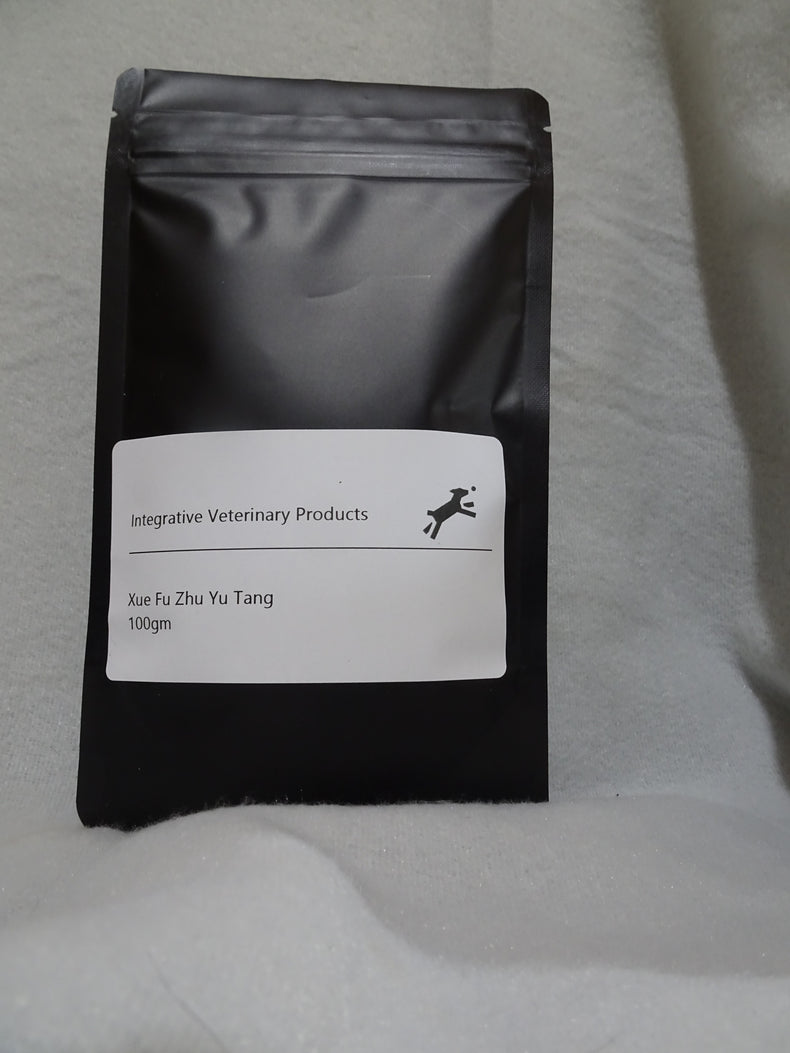 Integrative Veterinary Products
Xue Fu Zhu Yu Tang
100gm